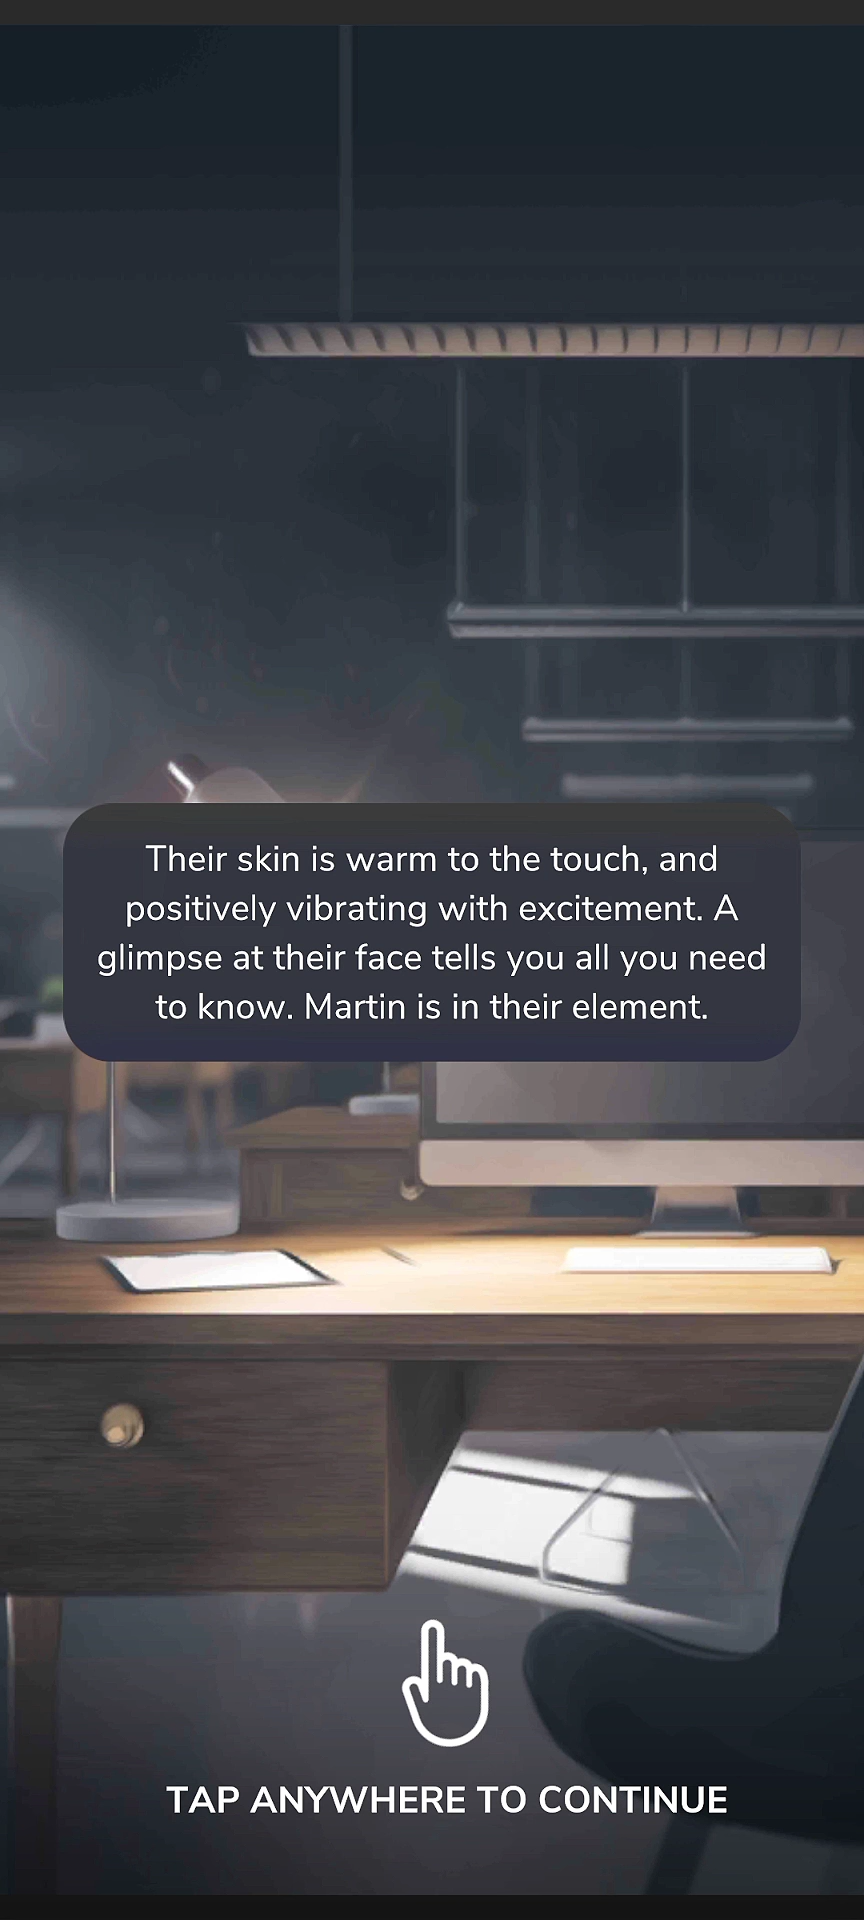 Their skin is warm to the touch, and
positively vibrating with excitement. A
glimpse at their face tells you all you need
to know. Martin is in their element.
TAP ANYWHERE TO CONTINUE